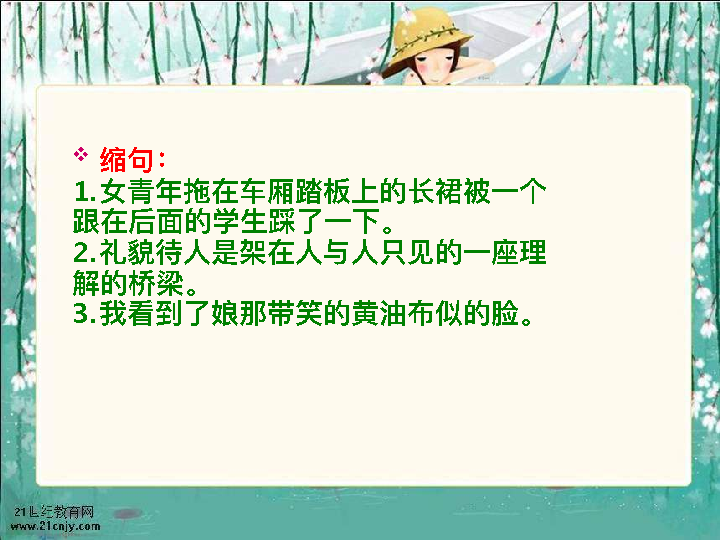 ❖ 缩句：
1.女青年拖在车厢踏板上的长裙被一个
跟在后面的学生踩了一下。
2.礼貌待人是架在人与人只见的一座理
解的桥梁。
3.我看到了娘那带笑的黄油布似的脸。
21世纪教育网
www.21cnjy.com